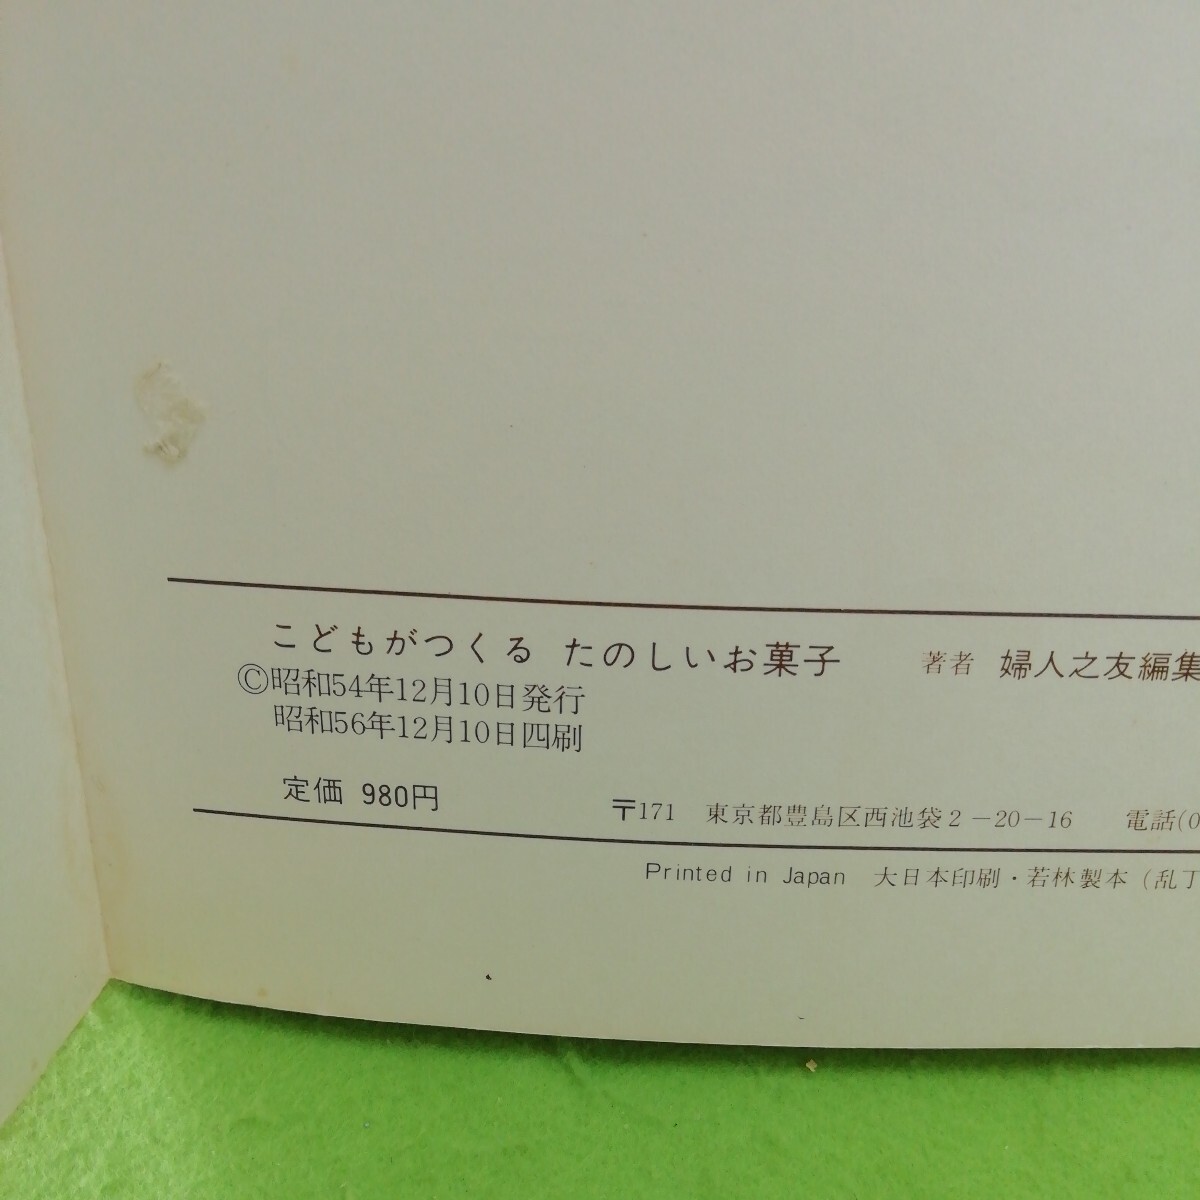 こどもがつくる たのしいお菓子　著者 婦人之友編集
©昭和54年12月10日発行
昭和56年12月10日四刷
定価 980円　〒171 東京都豊島区西池袋2-20-16　電話(0
Printed in Japan 大日本印刷・若林製本(乱丁